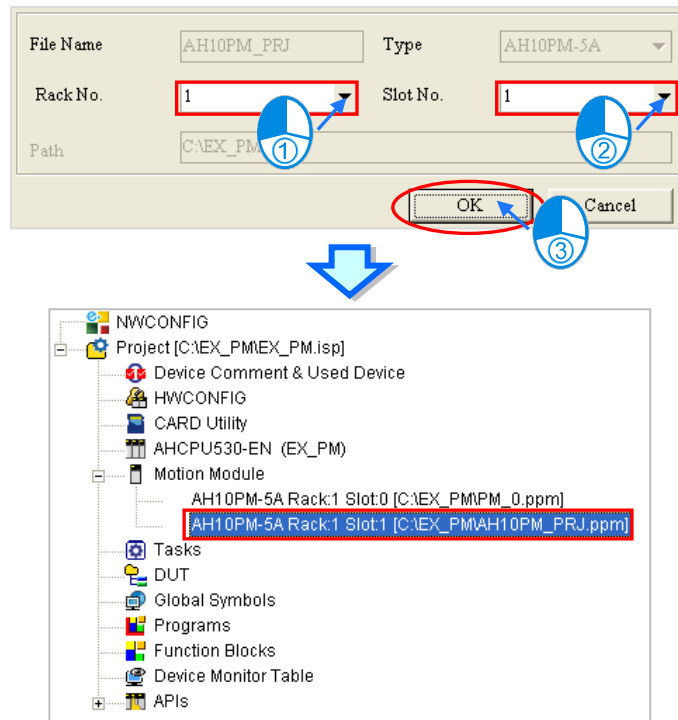 File Name AH10PM_PRJ Type AH10PM-5A
Rack No. 1 Slot No. 1
① ②
Path C:\EX_PM
OK Cancel
③
NWCONFIG
Project [C:\EX_PM\EX_PM.isp]
Device Comment & Used Device
HWCONFIG
CARD Utility
AHCPU530-EN (EX_PM)
Motion Module
AH10PM-5A Rack:1 Slot:0 [C:\EX_PM\PM_0.ppm]
AH10PM-5A Rack:1 Slot:1 [C:\EX_PM\AH10PM_PRJ.ppm]
Tasks
DUT
Global Symbols
Programs
Function Blocks
Device Monitor Table
APIs